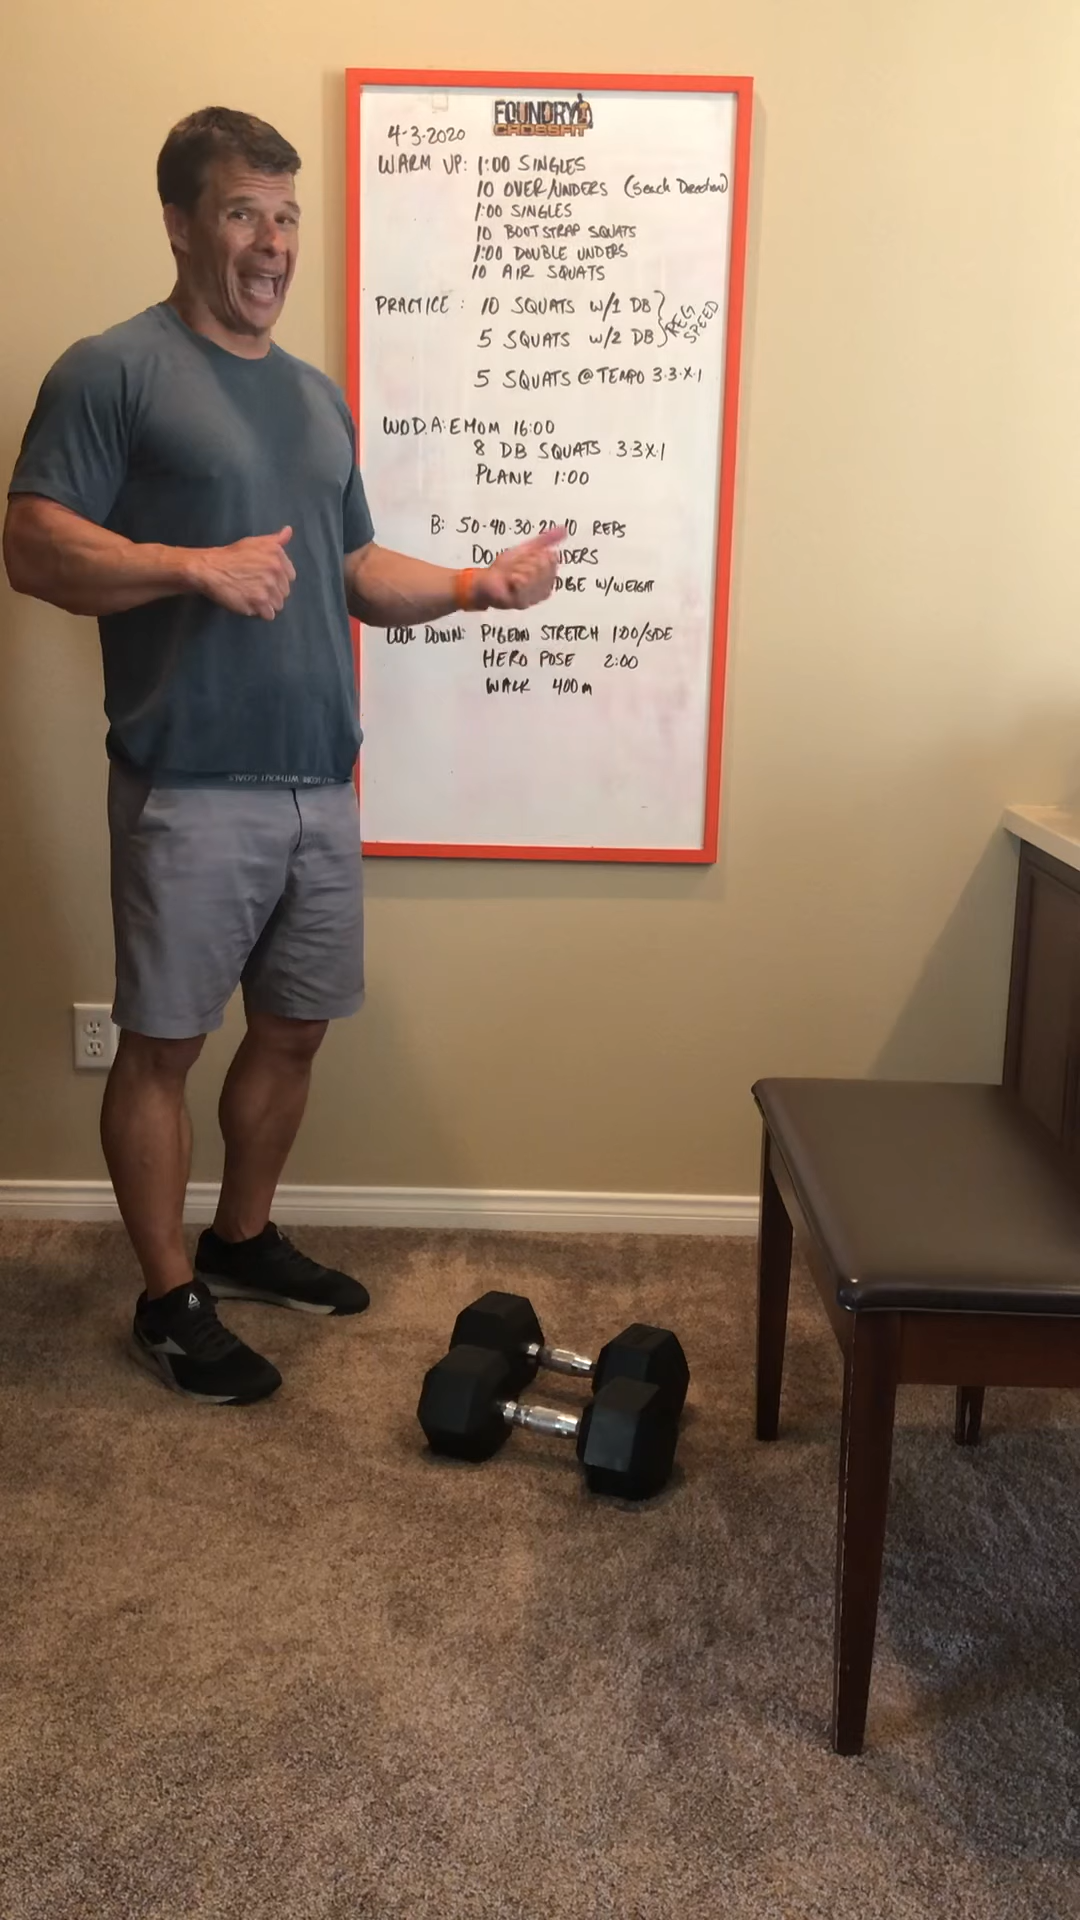 FOUNDRY
CROSSFIT
4-3-2020
WARM UP: 1:00 SINGLES
10 OVER/UNDERS (5each Direction)
1:00 SINGLES
10 BOOTSTRAP SQUATS
1:00 DOUBLE UNDERS
10 AIR SQUATS
PRACTICE: 10 SQUATS w/1 DB
5 SQUATS w/2 DB
REG SPEED
5 SQUATS @ TEMPO 3.3.X.1
WOD.A: EMOM 16:00
8 DB SQUATS 3.3.X.1
PLANK 1:00
B: 50-40-30-20-10 REPS
W/WEIGHT
COOL DOWN: PIGEON STRETCH 1:00/SIDE
HERO POSE 2:00
WALK 400m
WITHOUT GOALS